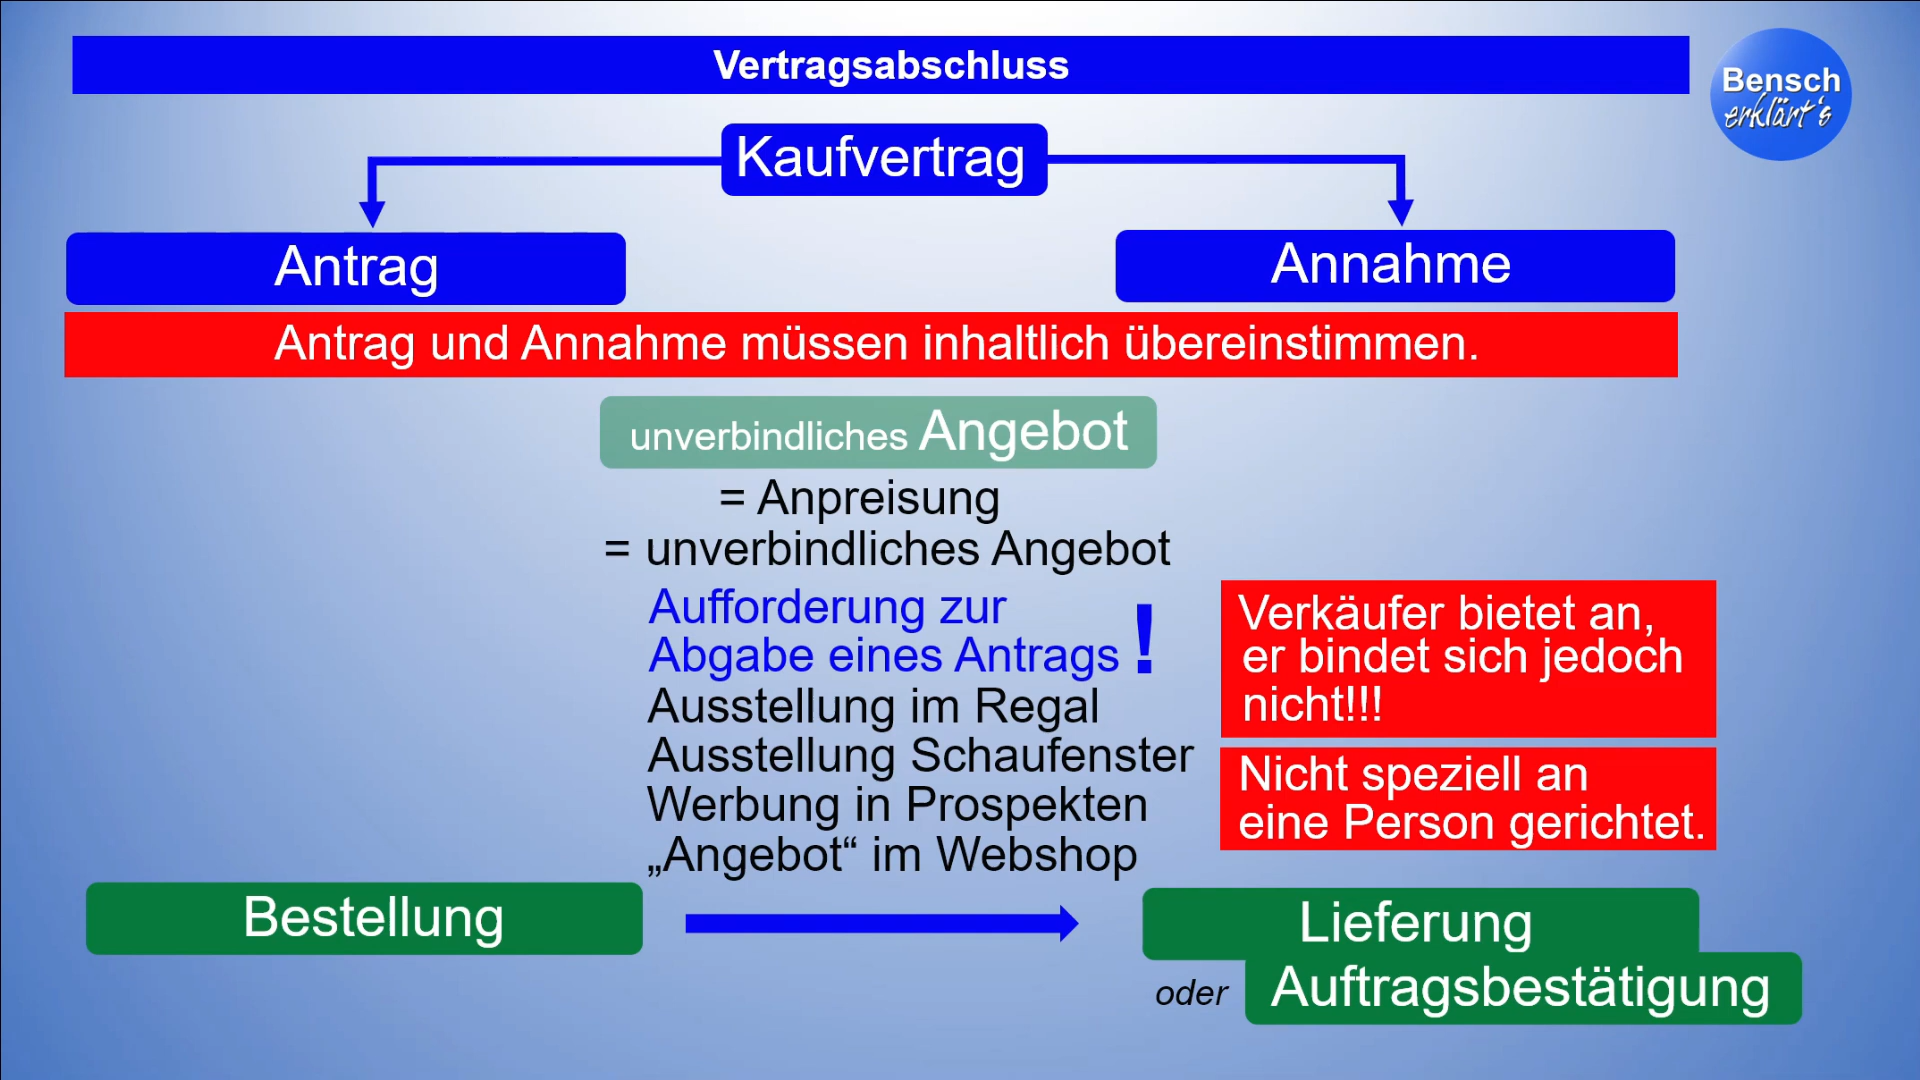 Vertragsabschluss
Bensch
erklärt's
Kaufvertrag
Antrag
Annahme
Antrag und Annahme müssen inhaltlich übereinstimmen.
unverbindliches Angebot
= Anpreisung
= unverbindliches Angebot
Aufforderung zur
Abgabe eines Antrags !
Ausstellung im Regal
Ausstellung Schaufenster
Werbung in Prospekten
„Angebot“ im Webshop
Verkäufer bietet an,
er bindet sich jedoch
nicht!!!
Nicht speziell an
eine Person gerichtet.
Bestellung
Lieferung
oder Auftragsbestätigung